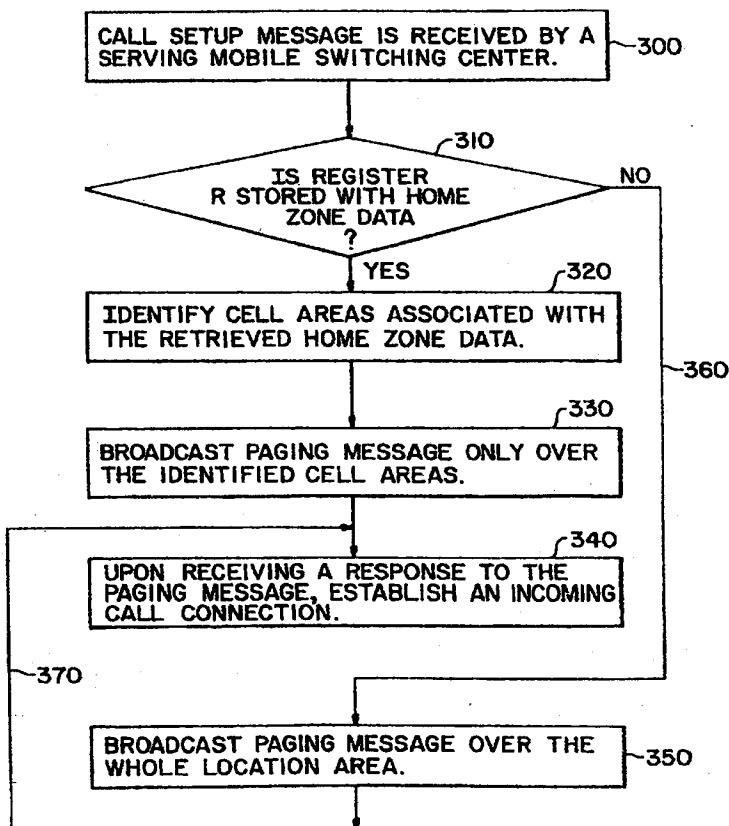 CALL SETUP MESSAGE IS RECEIVED BY A
SERVING MOBILE SWITCHING CENTER.
300
310
IS REGISTER
R STORED WITH HOME
ZONE DATA
?
NO
YES
320
IDENTIFY CELL AREAS ASSOCIATED WITH
THE RETRIEVED HOME ZONE DATA.
360
330
BROADCAST PAGING MESSAGE ONLY OVER
THE IDENTIFIED CELL AREAS.
340
UPON RECEIVING A RESPONSE TO THE
PAGING MESSAGE, ESTABLISH AN INCOMING
CALL CONNECTION.
370
BROADCAST PAGING MESSAGE OVER THE
WHOLE LOCATION AREA.
350